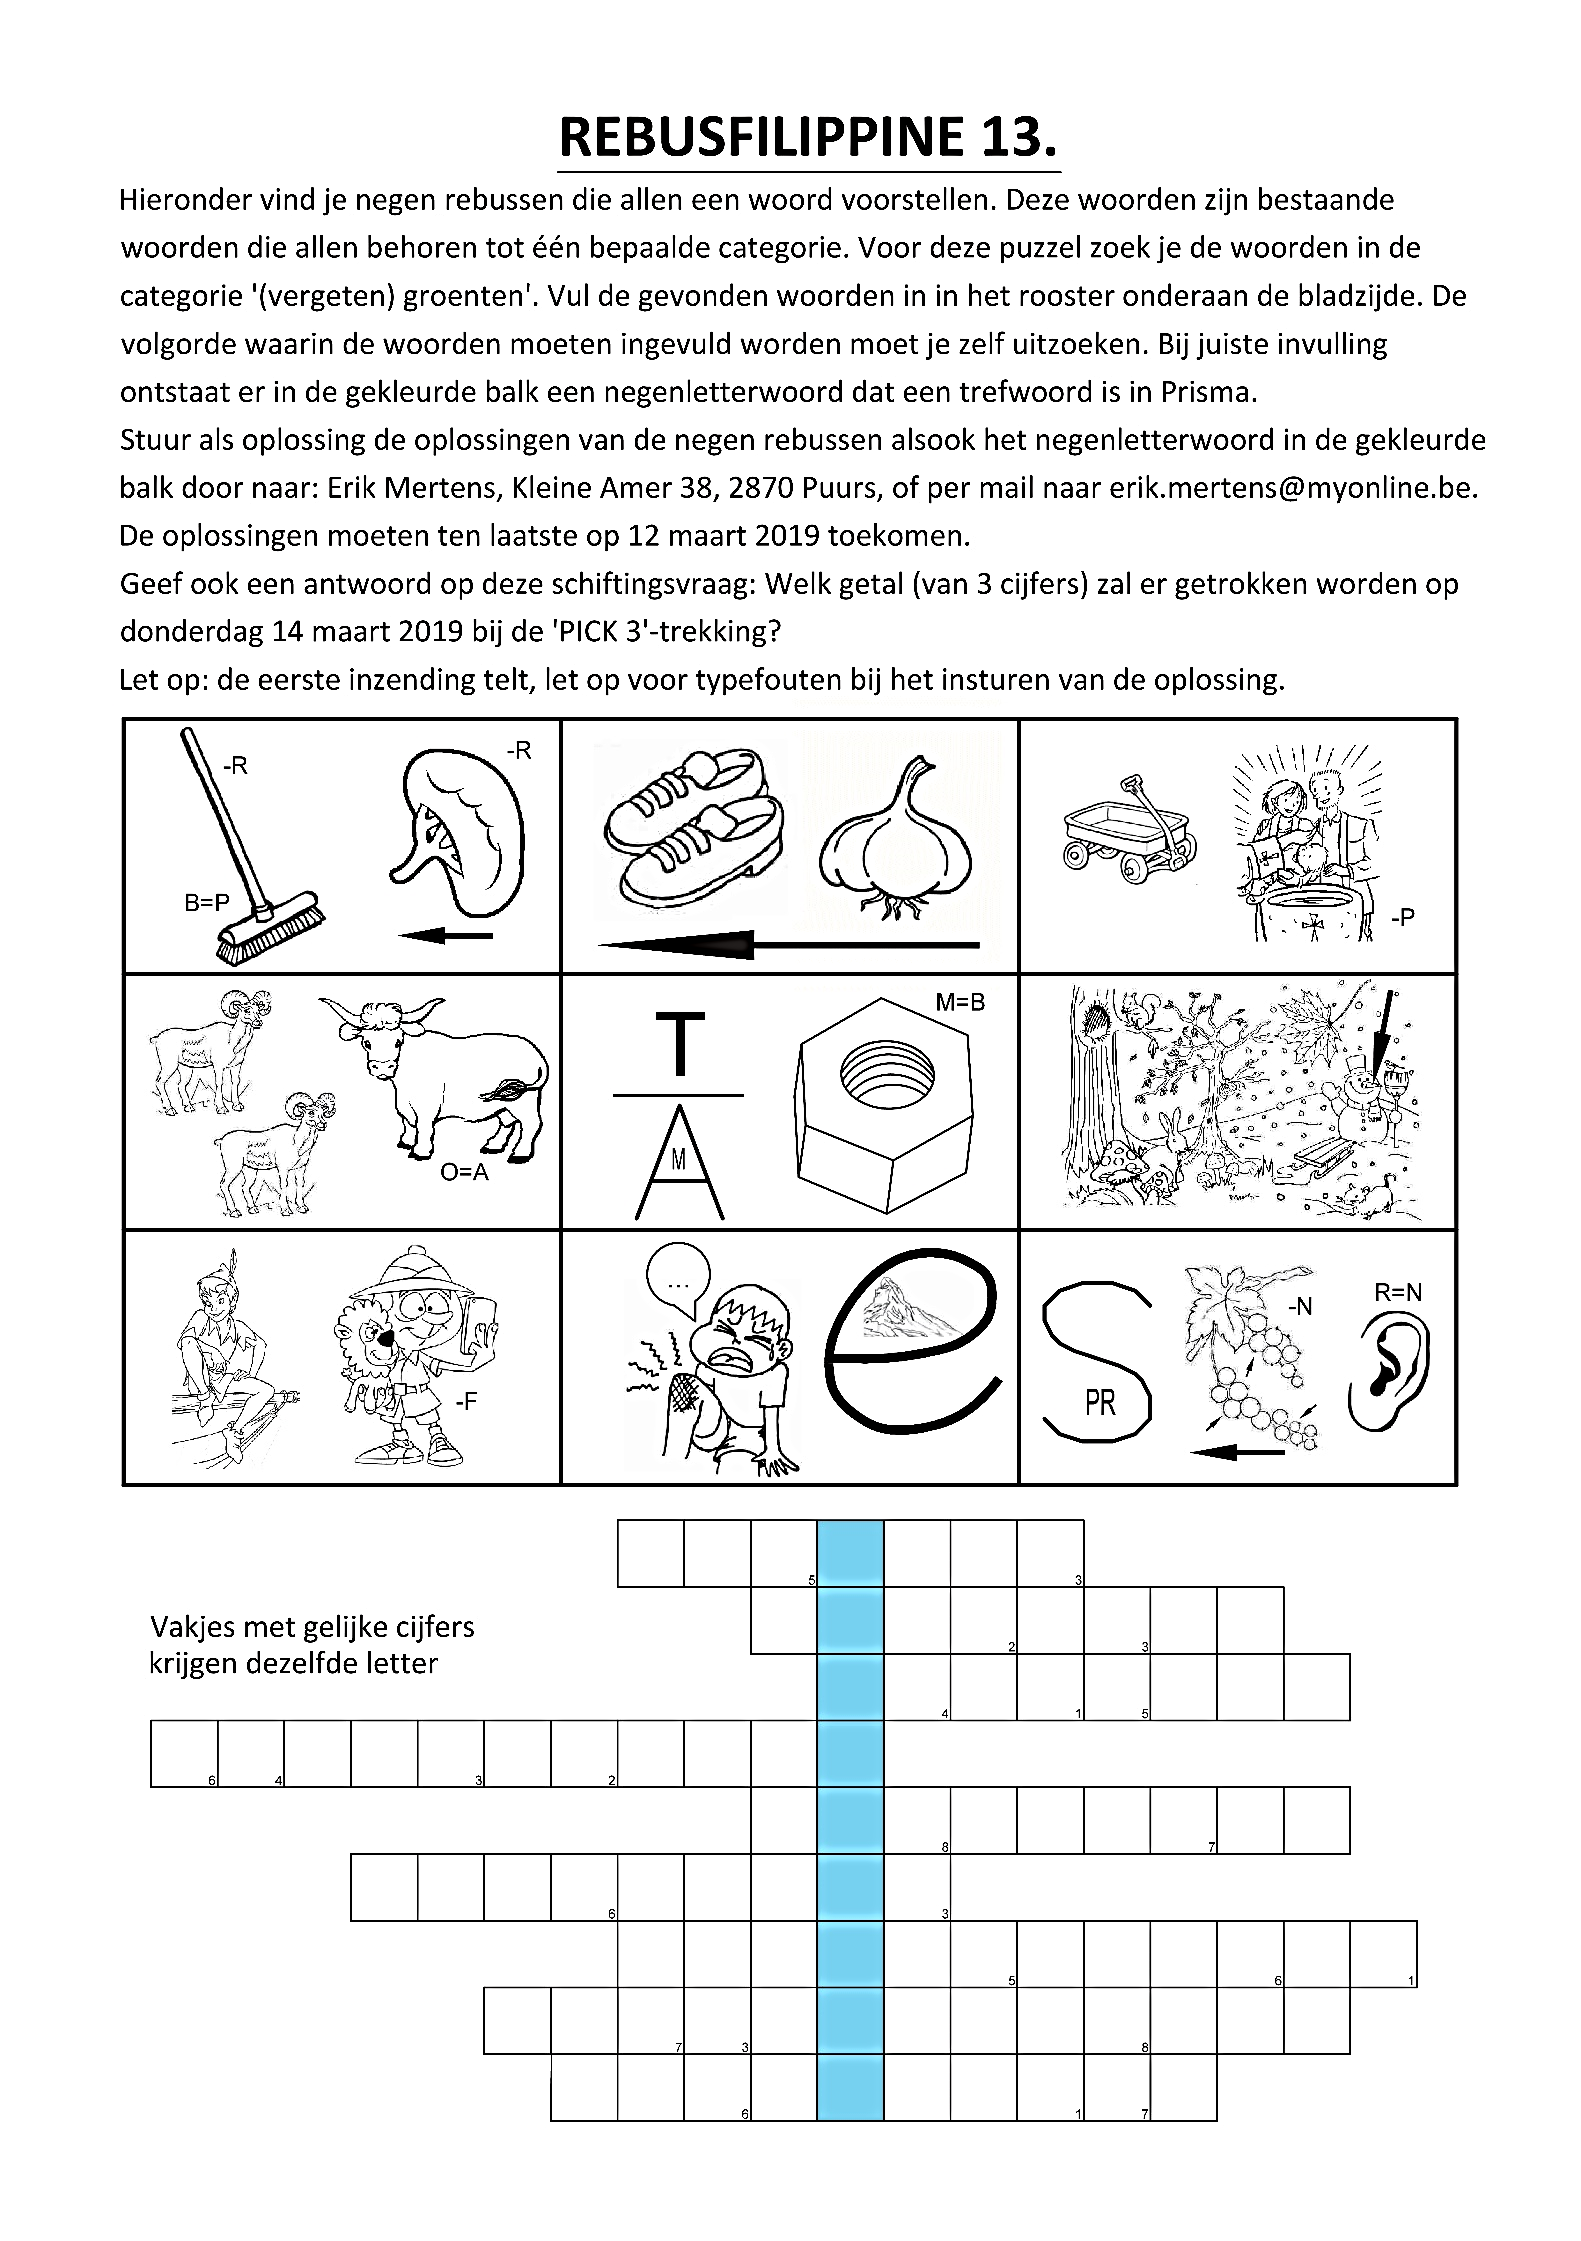 REBUSFILIPPINE 13.
Hieronder vind je negen rebussen die allen een woord voorstellen. Deze woorden zijn bestaande
woorden die allen behoren tot één bepaalde categorie. Voor deze puzzel zoek je de woorden in de
categorie '(vergeten) groenten'. Vul de gevonden woorden in in het rooster onderaan de bladzijde. De
volgorde waarin de woorden moeten ingevuld worden moet je zelf uitzoeken. Bij juiste invulling
ontstaat er in de gekleurde balk een negenletterwoord dat een trefwoord is in Prisma.
Stuur als oplossing de oplossingen van de negen rebussen alsook het negenletterwoord in de gekleurde
balk door naar: Erik Mertens, Kleine Amer 38, 2870 Puurs, of per mail naar erik.mertens@myonline.be.
De oplossingen moeten ten laatste op 12 maart 2019 toekomen.
Geef ook een antwoord op deze schiftingsvraag: Welk getal (van 3 cijfers) zal er getrokken worden op
donderdag 14 maart 2019 bij de 'PICK 3'-trekking?
Let op: de eerste inzending telt, let op voor typefouten bij het insturen van de oplossing.
-R
-R
B=P
-P
O=A
T
A
M
M=B
-F
...
e
S
PR
-N
R=N
5 3
Vakjes met gelijke cijfers
krijgen dezelfde letter
2 3
4 1 5
6 4 3 2
8 7
6 3
5 6 1
7 3 8
6 1 7